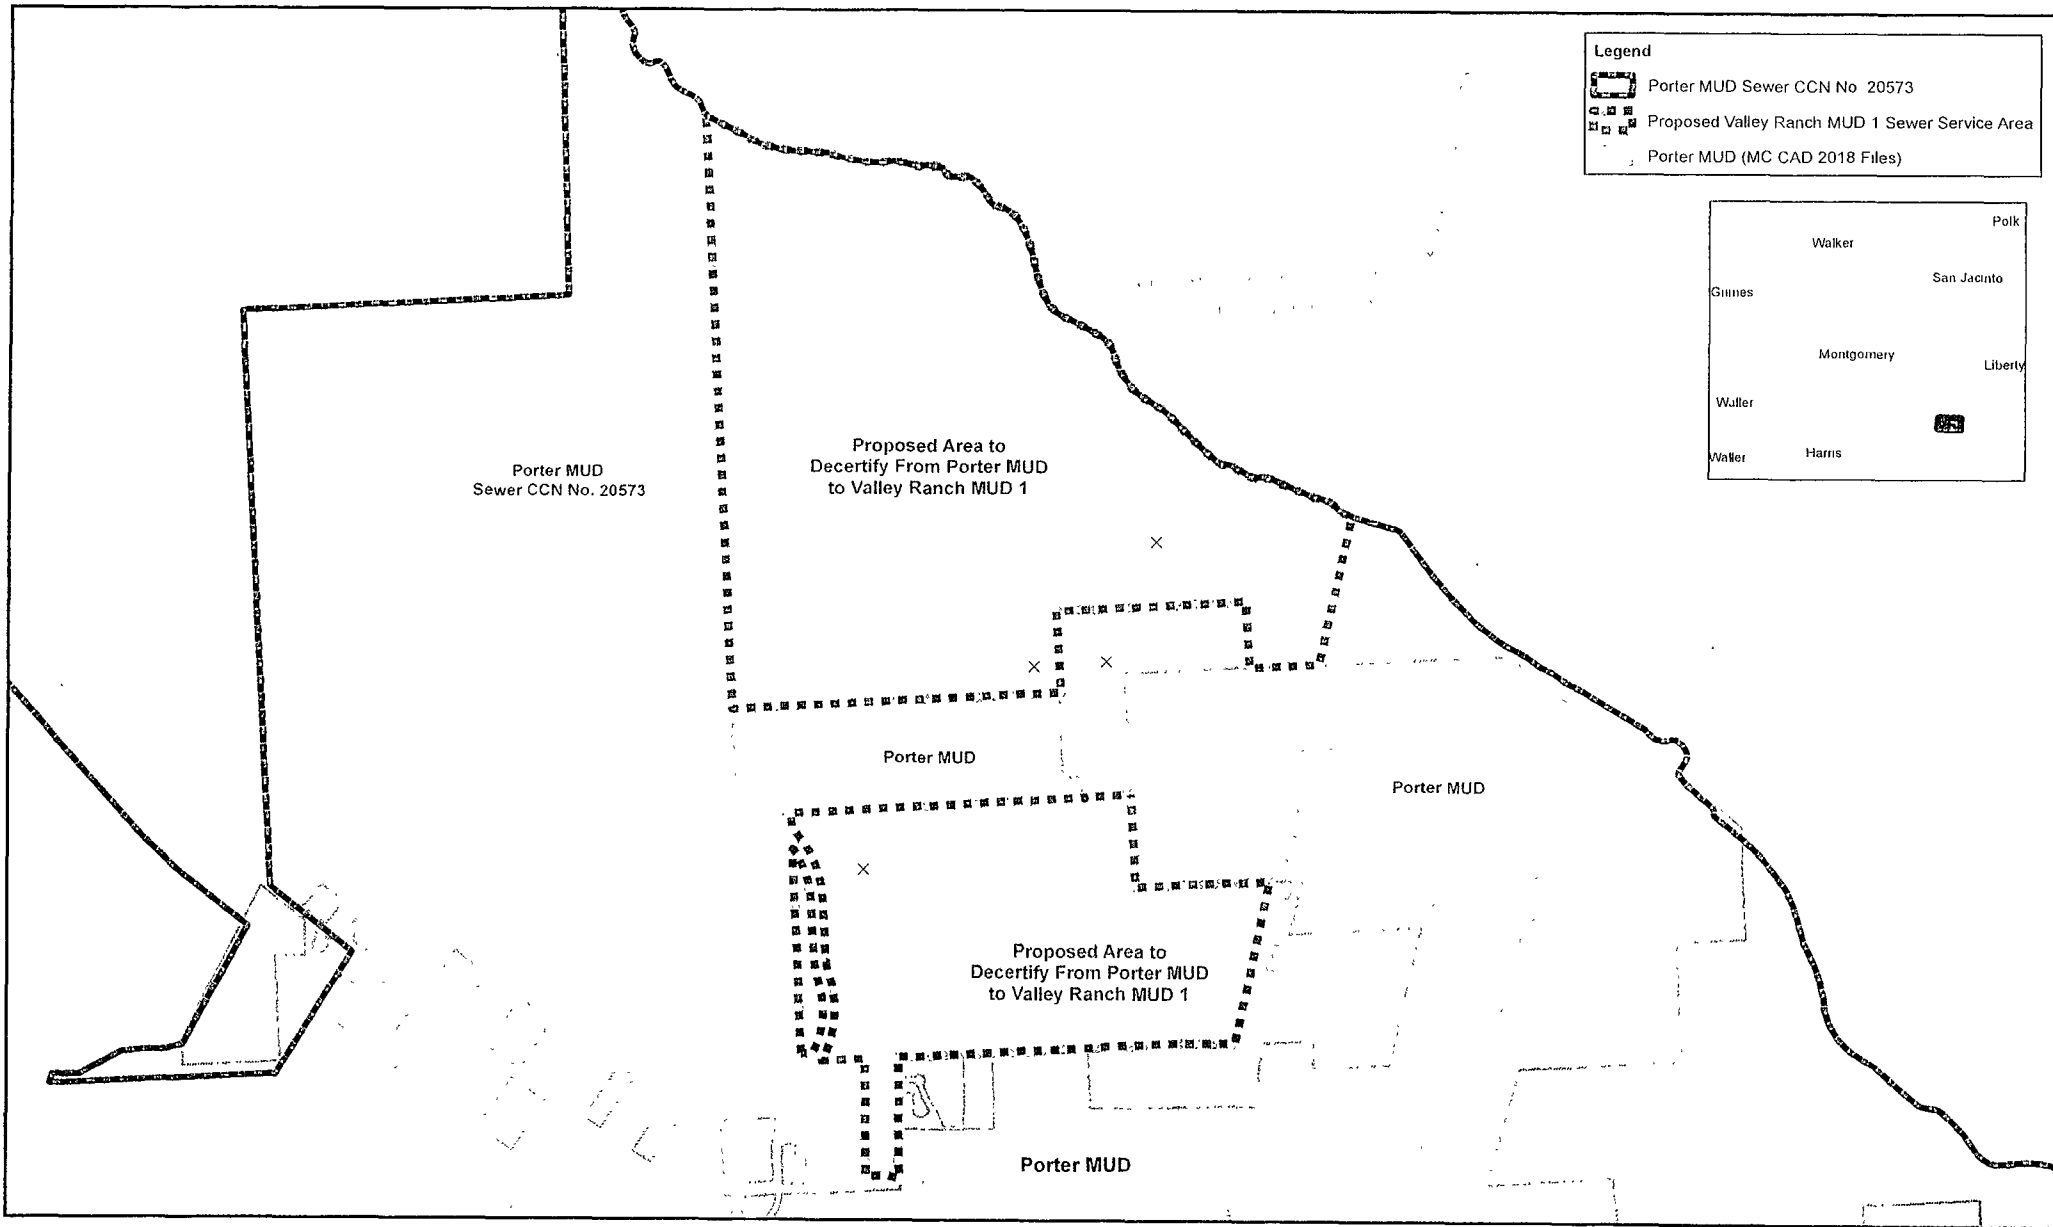 Legend
Porter MUD Sewer CCN No 20573
Proposed Valley Ranch MUD 1 Sewer Service Area
Porter MUD (MC CAD 2018 Files)
Polk
Walker
San Jacinto
Grimes
Montgomery
Liberty
Waller
Waller
Harris
Proposed Area to
Decertify From Porter MUD
to Valley Ranch MUD 1
Porter MUD
Sewer CCN No. 20573
Porter MUD
Porter MUD
Proposed Area to
Decertify From Porter MUD
to Valley Ranch MUD 1
Porter MUD